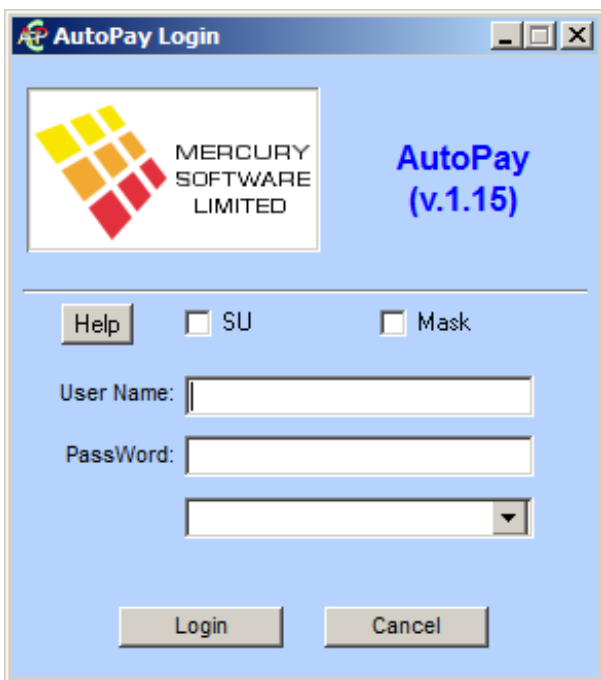 AutoPay Login
MERCURY
SOFTWARE
LIMITED
AutoPay
(v.1.15)
Help
SU
Mask
User Name:
PassWord:
Login
Cancel